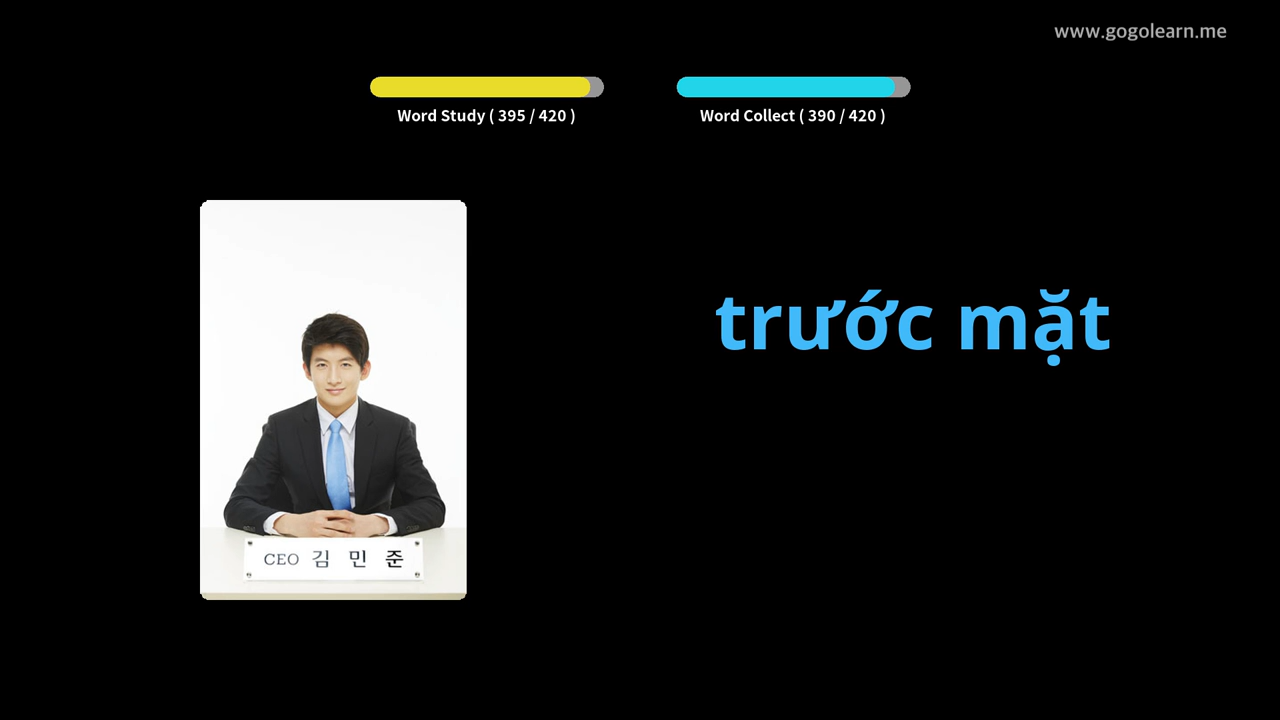 www.gogolearn.me
Word Study ( 395 / 420 )
Word Collect ( 390 / 420 )
trước mặt
CEO 김 민 준